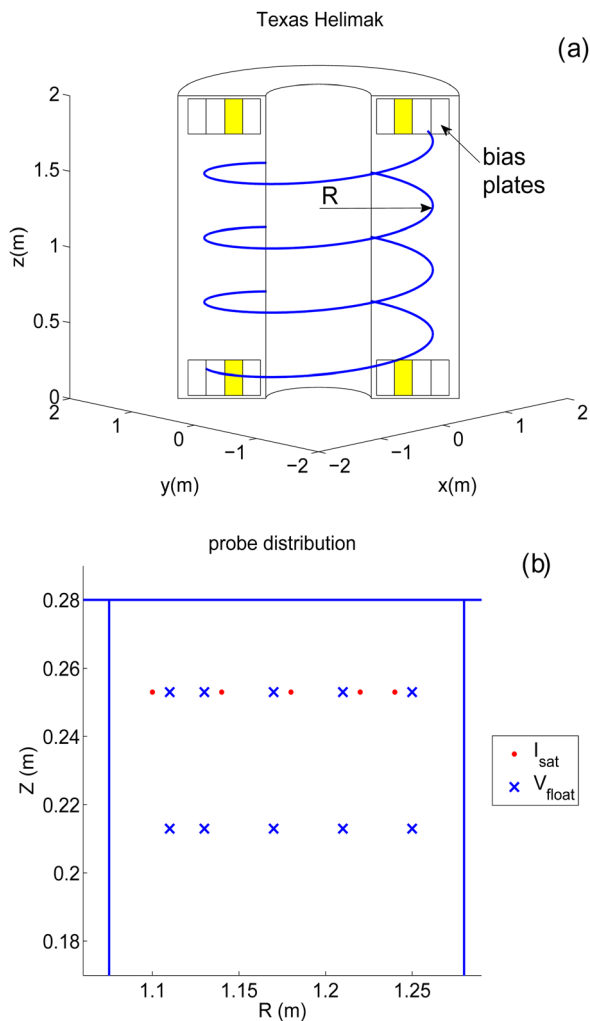 Texas Helimak
(a)
2
1.5
1
0.5
0
z(m)
R
bias
plates
2
1
0
−1
−2
y(m)
−2
−1
0
1
2
x(m)
probe distribution
(b)
0.28
0.26
0.24
0.22
0.2
0.18
Z (m)
1.1
1.15
1.2
1.25
R (m)
I_sat
V_float